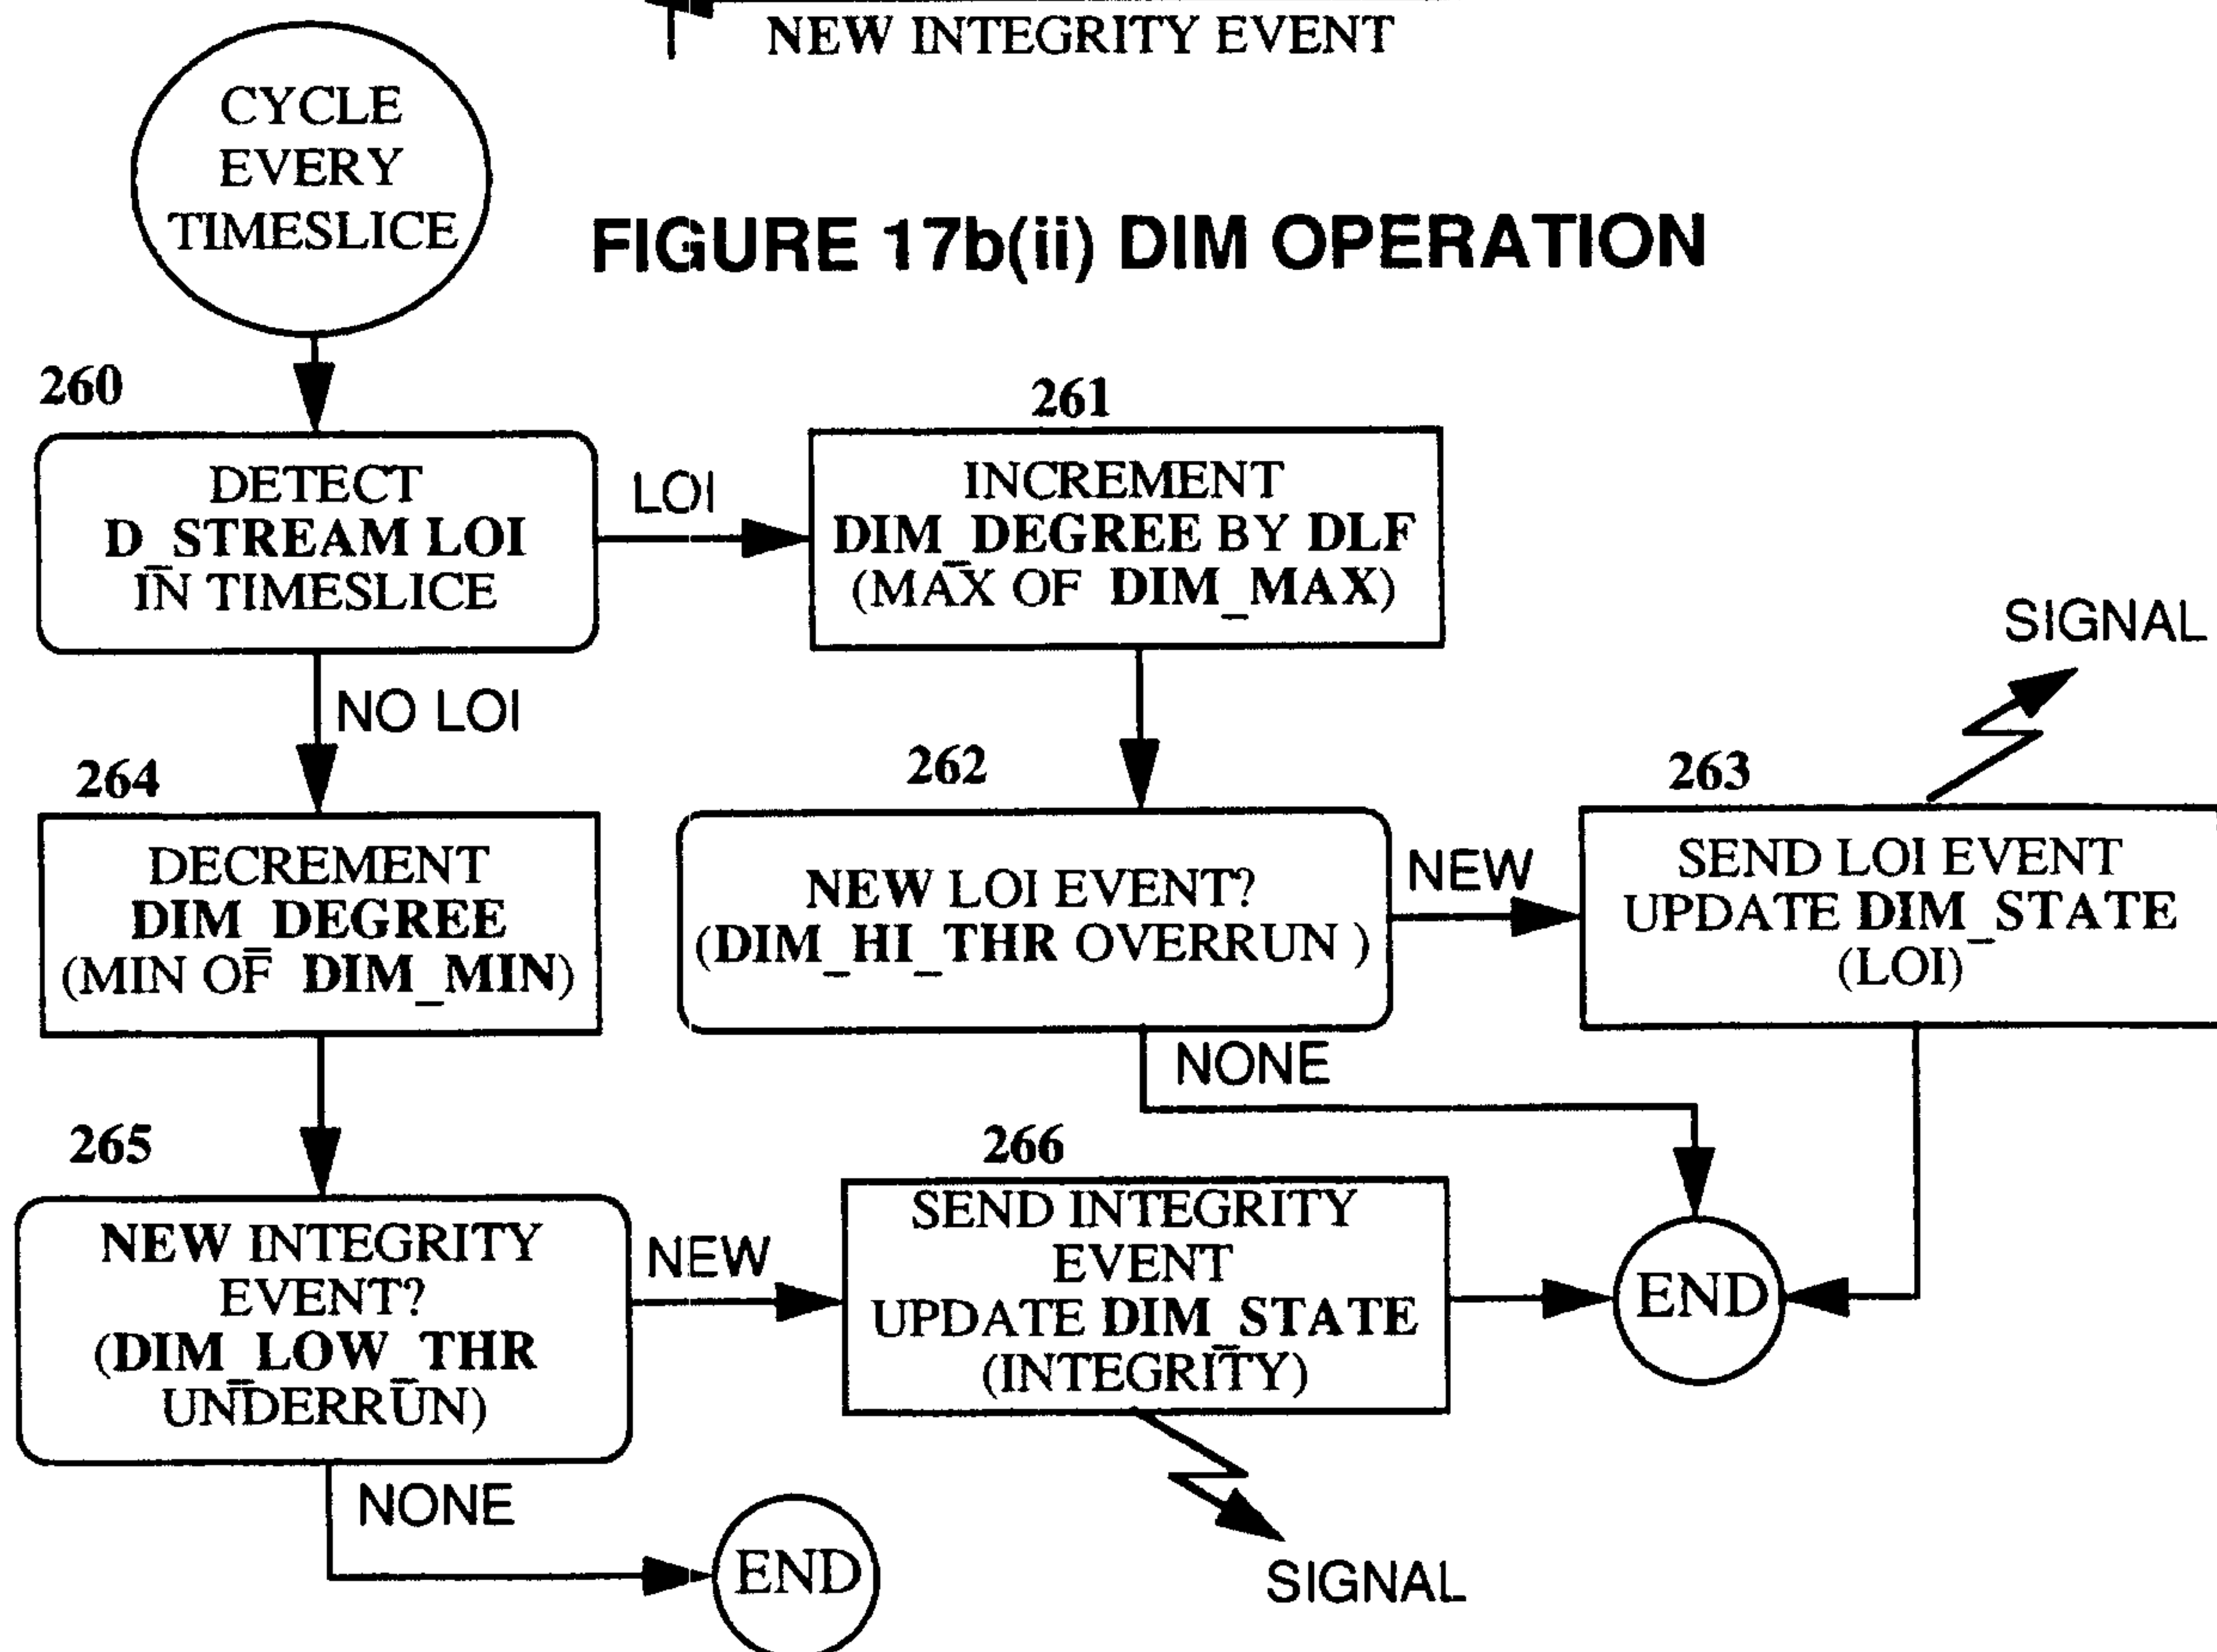 NEW INTEGRITY EVENT
CYCLE
EVERY
TIMESLICE
FIGURE 17b(ii) DIM OPERATION
260
DETECT
D_STREAM LOI
IN TIMESLICE
LOI
261
INCREMENT
DIM_DEGREE BY DLF
(MAX OF DIM_MAX)
SIGNAL
NO LOI
264
DECREMENT
DIM_DEGREE
(MIN OF DIM_MIN)
262
NEW LOI EVENT?
(DIM_HI_THR OVERRUN )
NEW
263
SEND LOI EVENT
UPDATE DIM_STATE
(LOI)
NONE
265
NEW INTEGRITY
EVENT?
(DIM_LOW_THR
UNDERRUN)
NEW
266
SEND INTEGRITY
EVENT
UPDATE DIM_STATE
(INTEGRITY)
END
NONE
END
SIGNAL